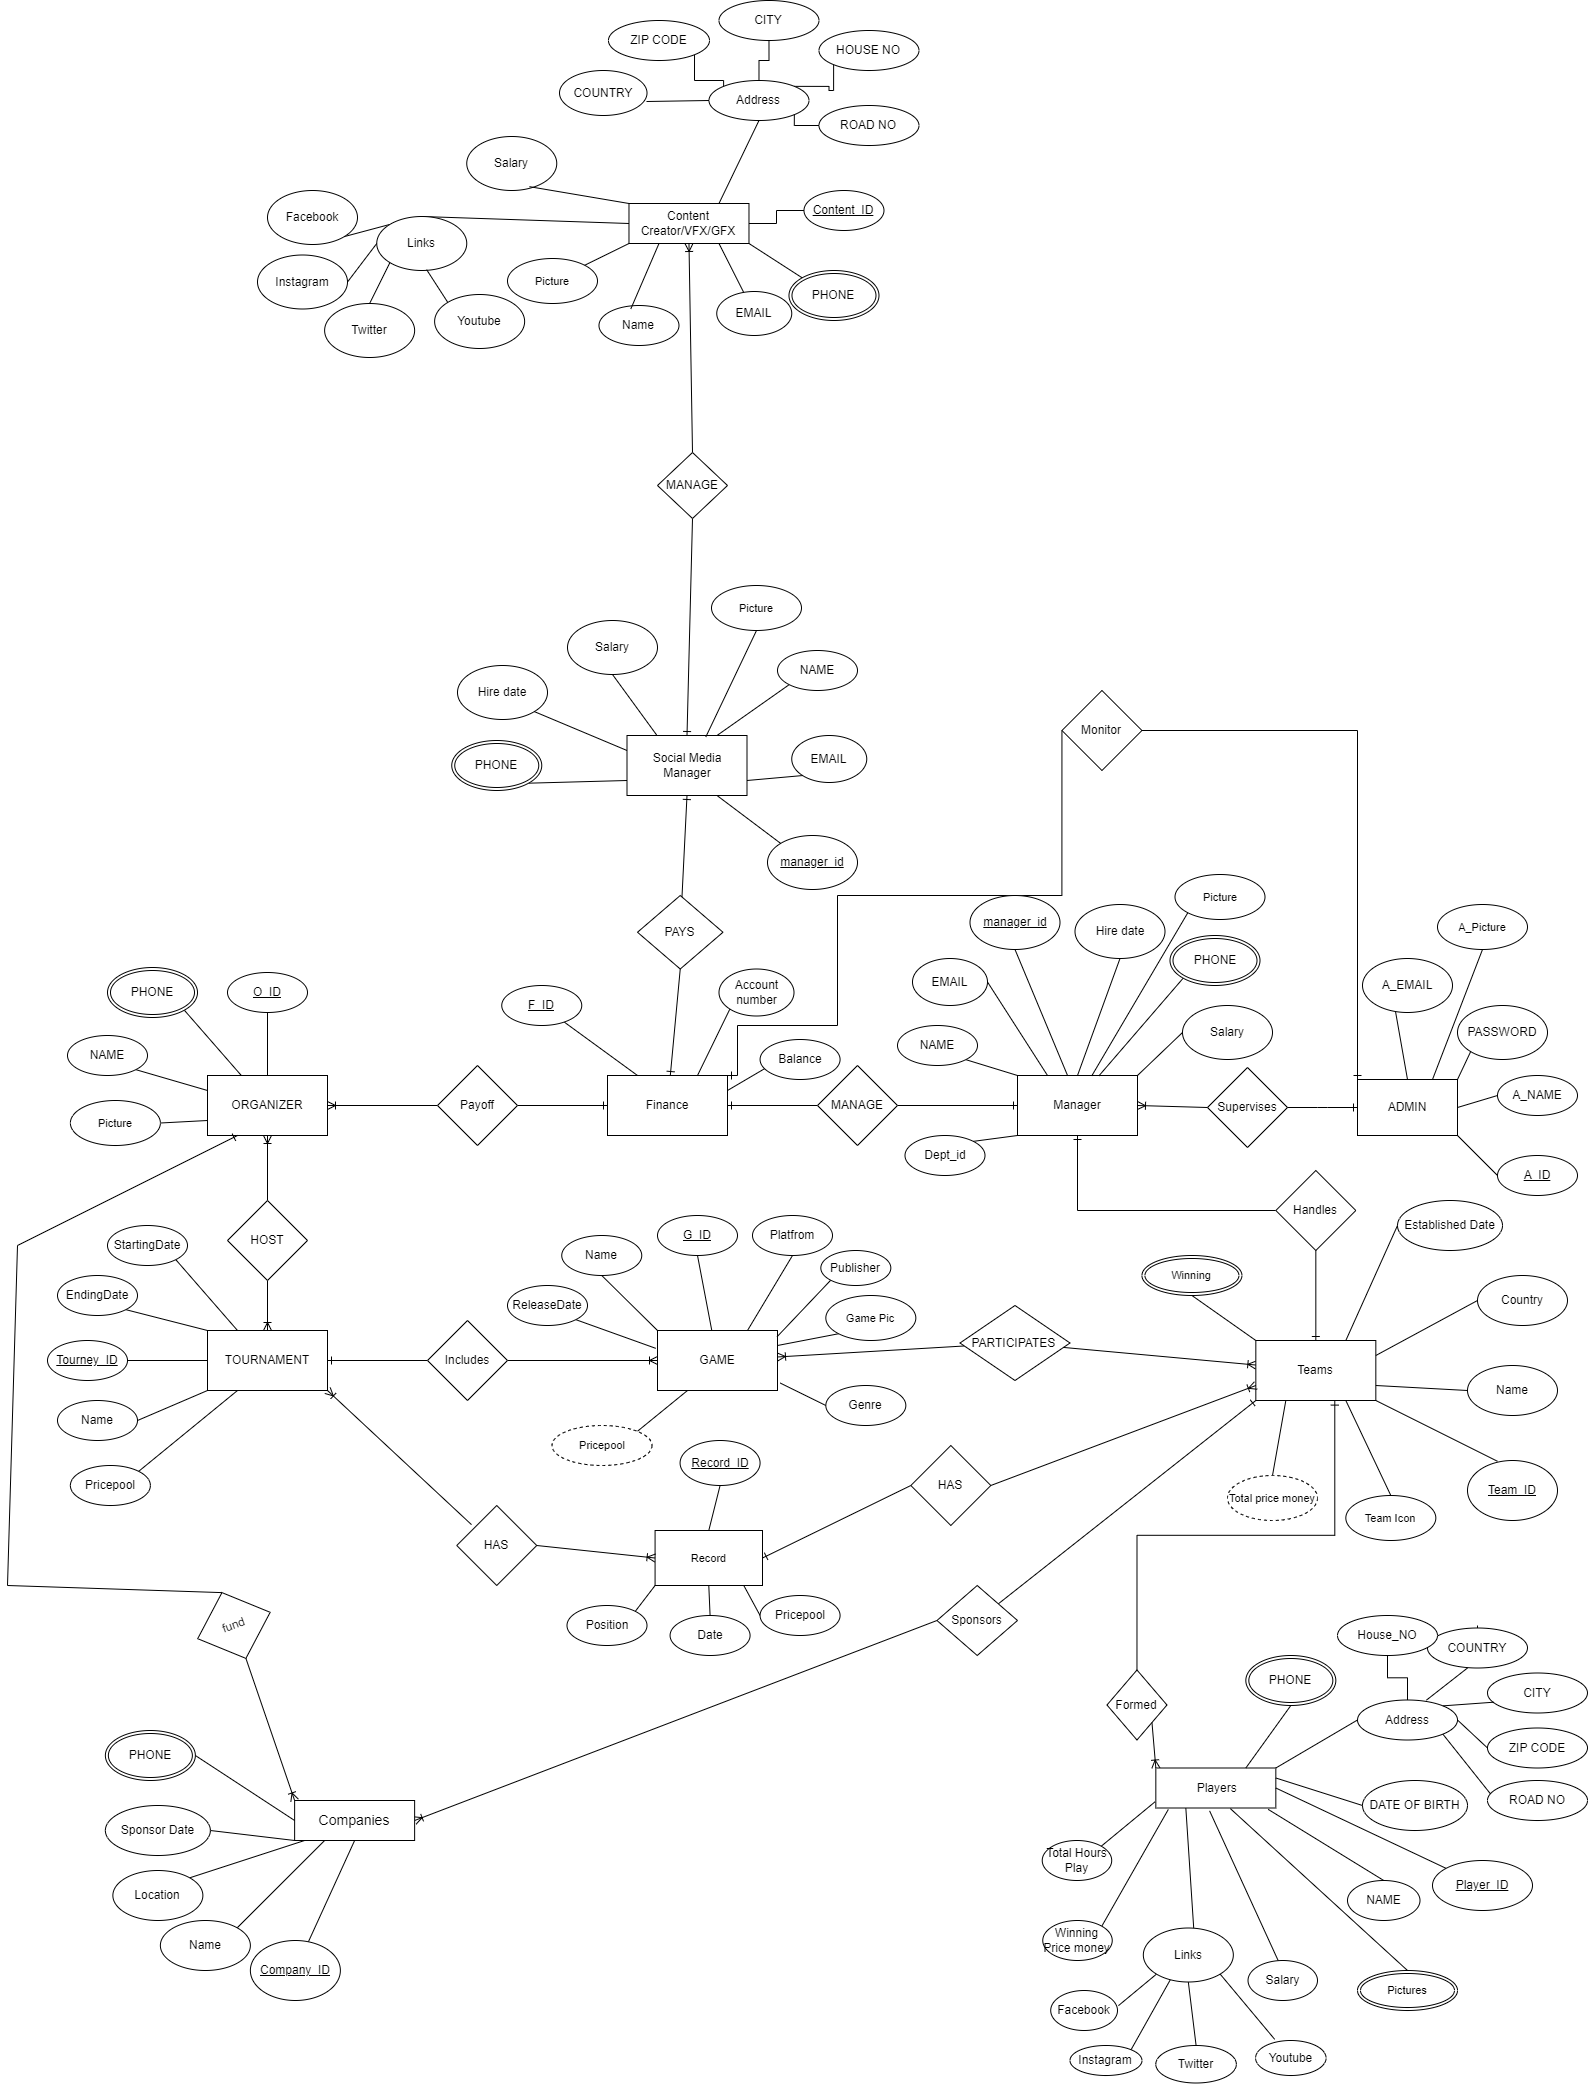 CITY
ZIP CODE
HOUSE NO
COUNTRY
Address
ROAD NO
Salary
Content_ID
Facebook
Content
Creator/VFX/GFX
Links
Instagram
Picture
PHONE
Twitter
Youtube
Name
EMAIL
MANAGE
Picture
Salary
NAME
Hire date
Social Media
Manager
EMAIL
PHONE
manager_id
Monitor
PAYS
manager_id
Hire date
Picture
A_Picture
PHONE
EMAIL
A_EMAIL
PHONE
O_ID
F_ID
Account
number
NAME
NAME
Salary
PASSWORD
Balance
Picture
ORGANIZER
Payoff
Finance
MANAGE
Manager
Supervises
ADMIN
A_NAME
Dept_id
A_ID
HOST
StartingDate
Name
G_ID
Platfrom
Handles
Established Date
EndingDate
ReleaseDate
Publisher
Winning
Country
Game Pic
Tourney_ID
TOURNAMENT
Includes
GAME
PARTICIPATES
Teams
Name
Name
Genre
Pricepool
Pricepool
Record_ID
HAS
Total price money
Team Icon
Team_ID
HAS
Record
Position
Date
Pricepool
Sponsors
fund
House_NO
COUNTRY
PHONE
CITY
Formed
Address
ZIP CODE
PHONE
Players
DATE OF BIRTH
ROAD NO
Sponsor Date
Companies
Total Hours
Play
Location
Player_ID
NAME
Name
Winning
Price money
Links
Company_ID
Salary
Pictures
Facebook
Instagram
Twitter
Youtube